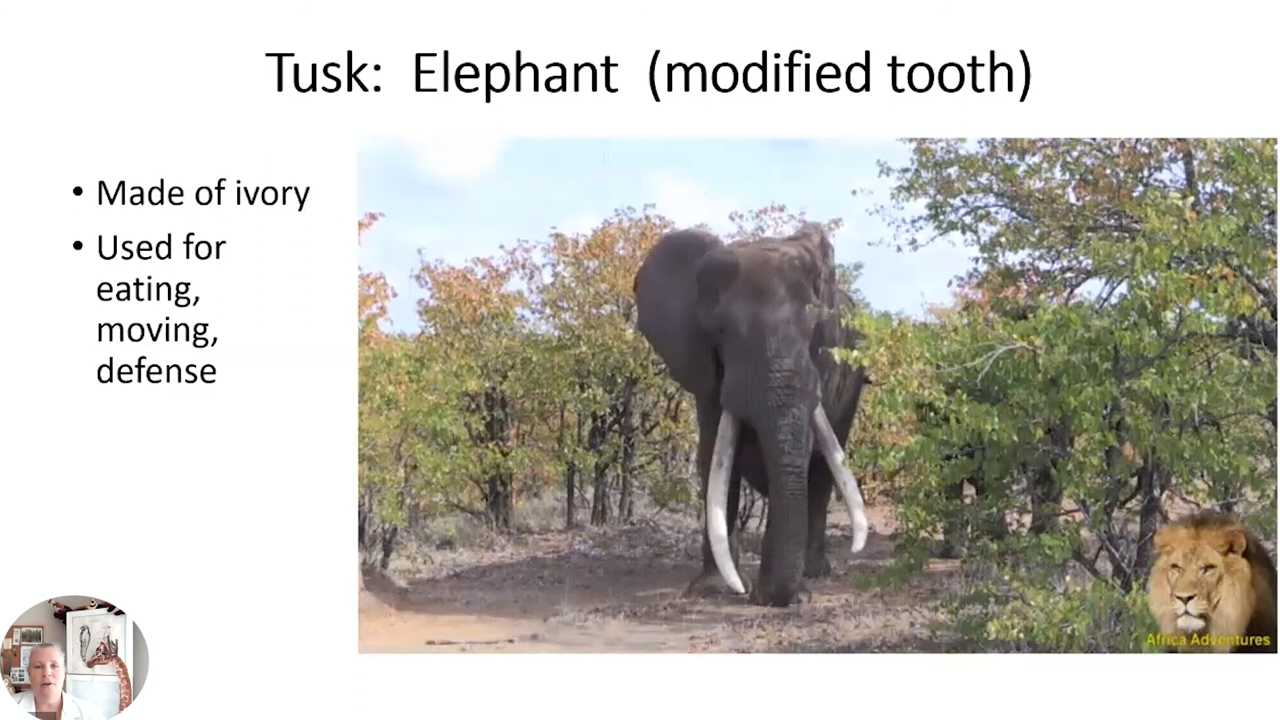 Tusk:  Elephant  (modified tooth)
• Made of ivory
• Used for
eating,
moving,
defense
Africa Adventures